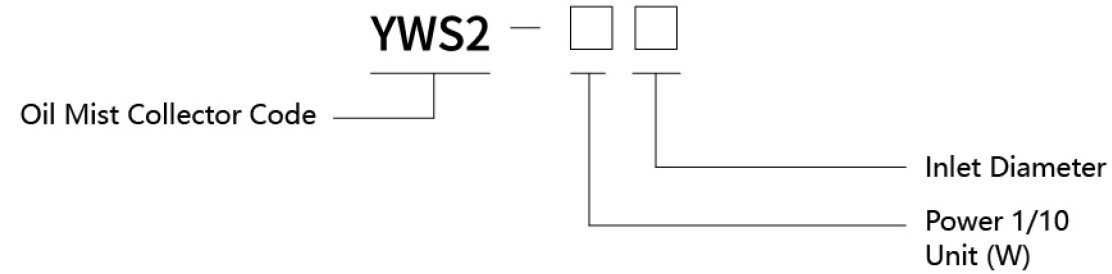 YWS2 - □ □
Oil Mist Collector Code
Inlet Diameter
Power 1/10
Unit (W)